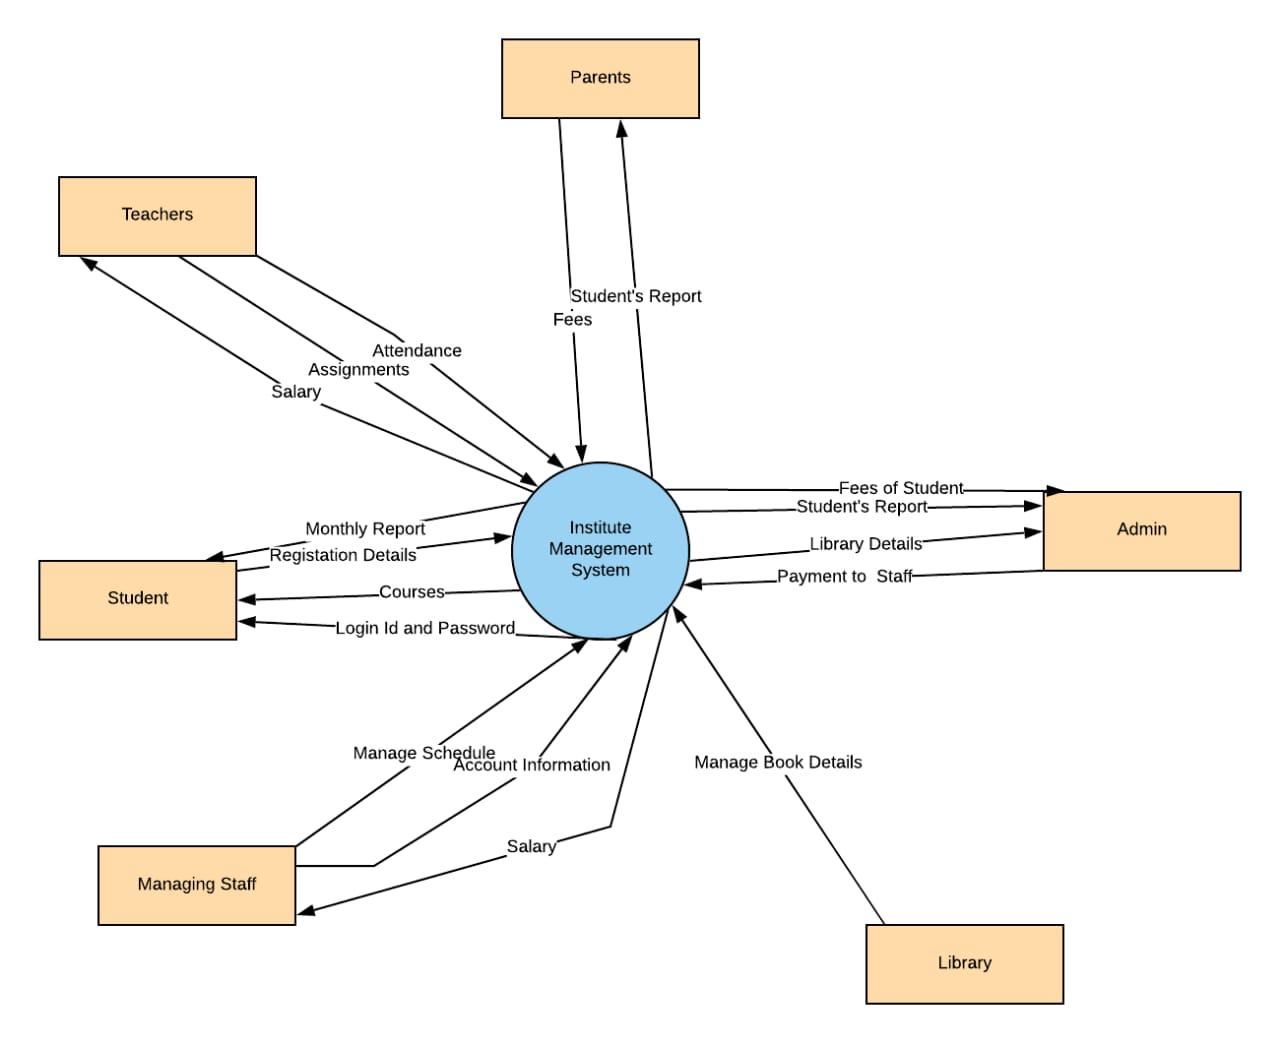 Parents
Teachers
Student's Report
Fees
Attendance
Assignments
Salary
Fees of Student
Student's Report
Monthly Report
Registation Details
Institute
Management
System
Admin
Library Details
Payment to  Staff
Student
Courses
Login Id and Password
Manage Schedule
Account Information
Manage Book Details
Salary
Managing Staff
Library